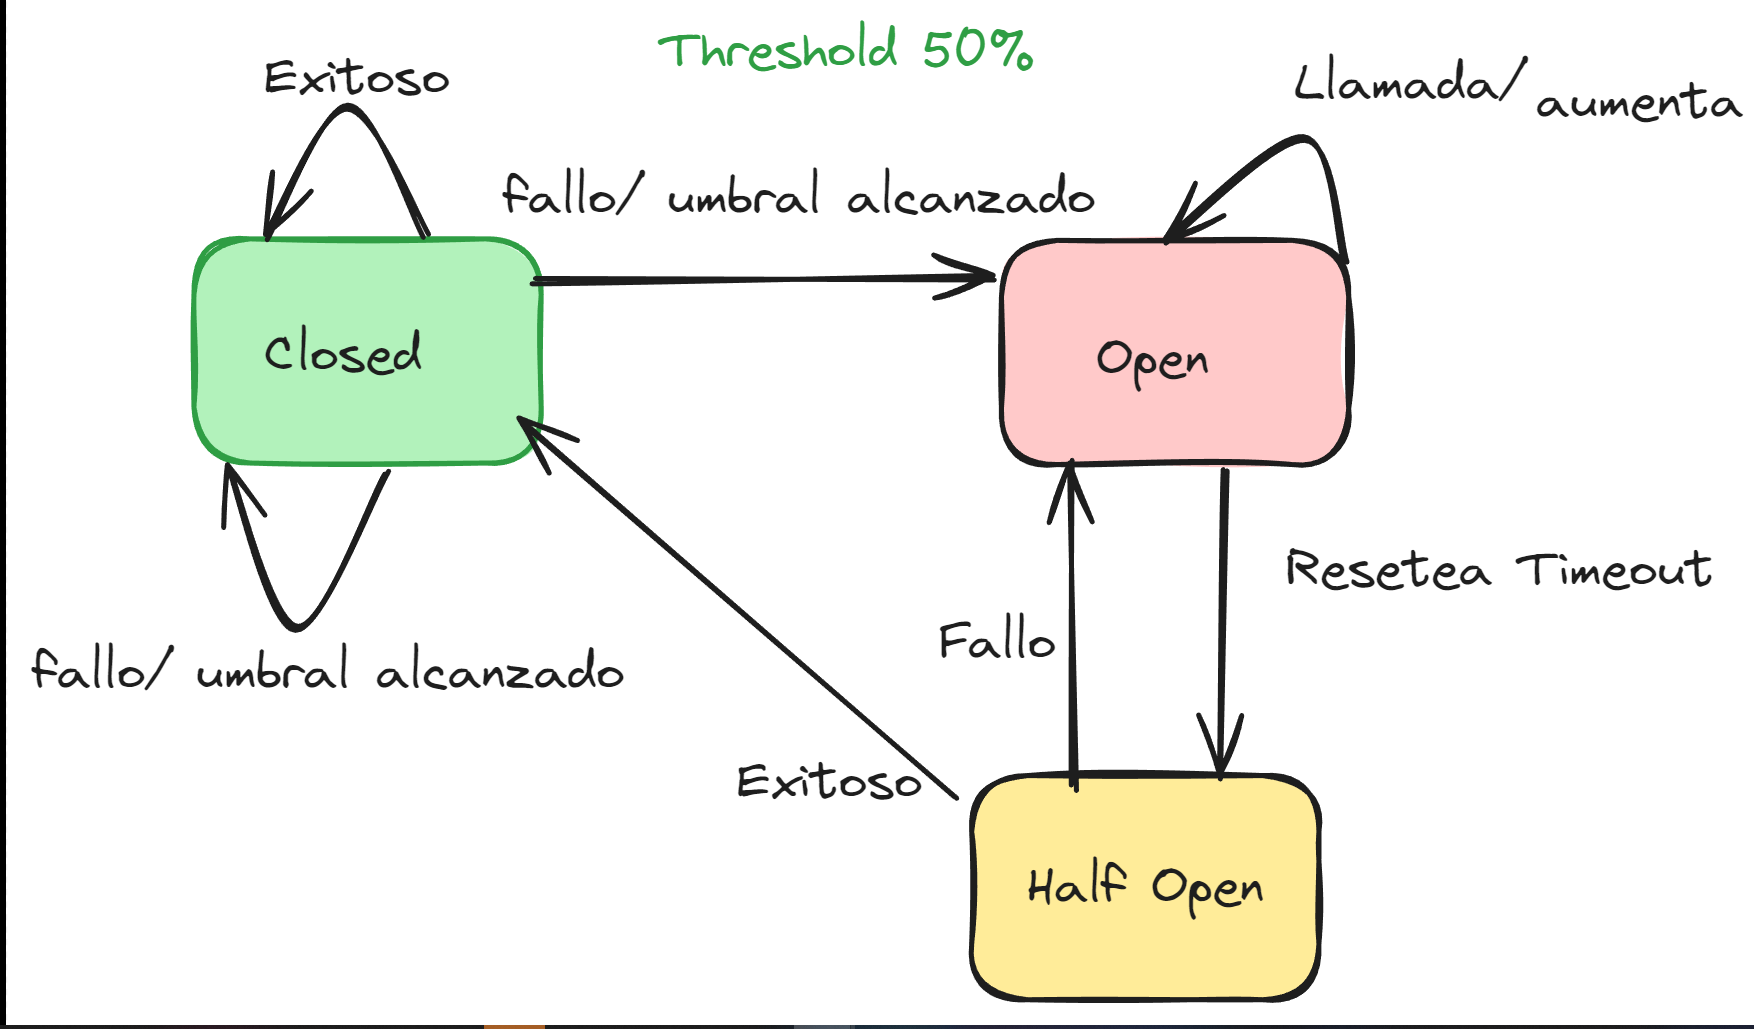 Threshold 50%
Exitoso
Llamada/ aumenta
fallo/ umbral alcanzado
Closed
Open
Resetea Timeout
Fallo
fallo/ umbral alcanzado
Exitoso
Half Open